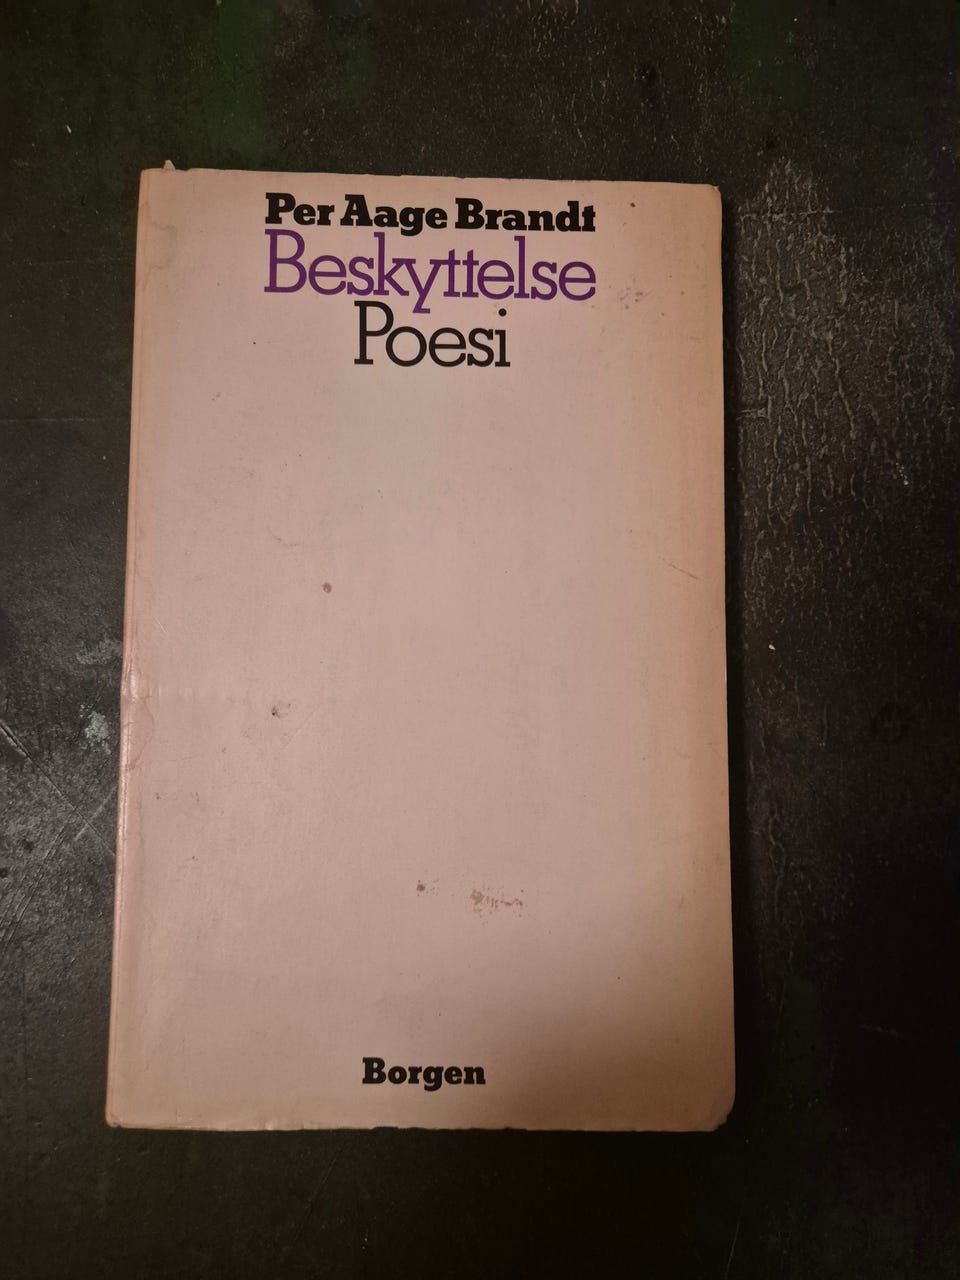 Per Aage Brandt
Beskyttelse
Poesi
Borgen